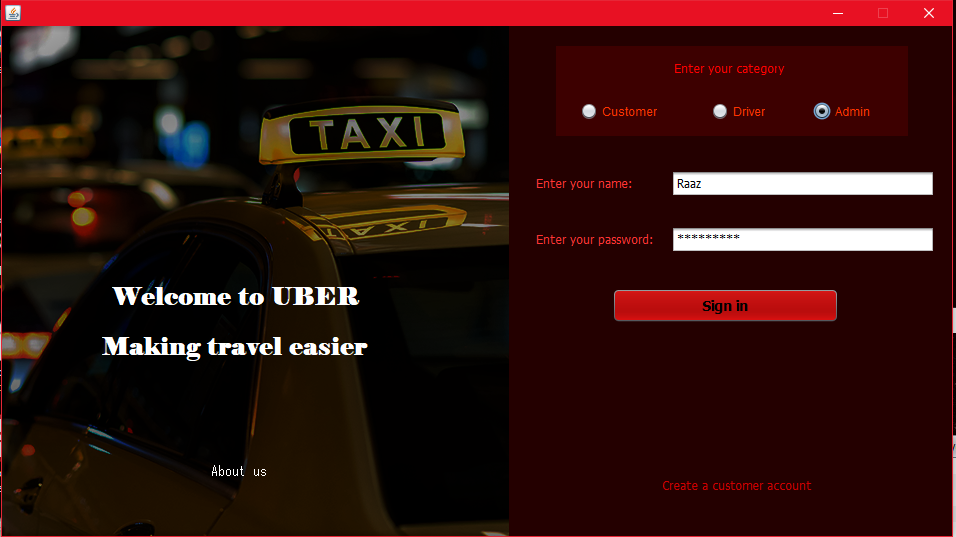 TAXI
Welcome to UBER
Making travel easier
About us
Enter your category
Customer
Driver
Admin
Enter your name:
Raaz
Enter your password:
*********
Sign in
Create a customer account